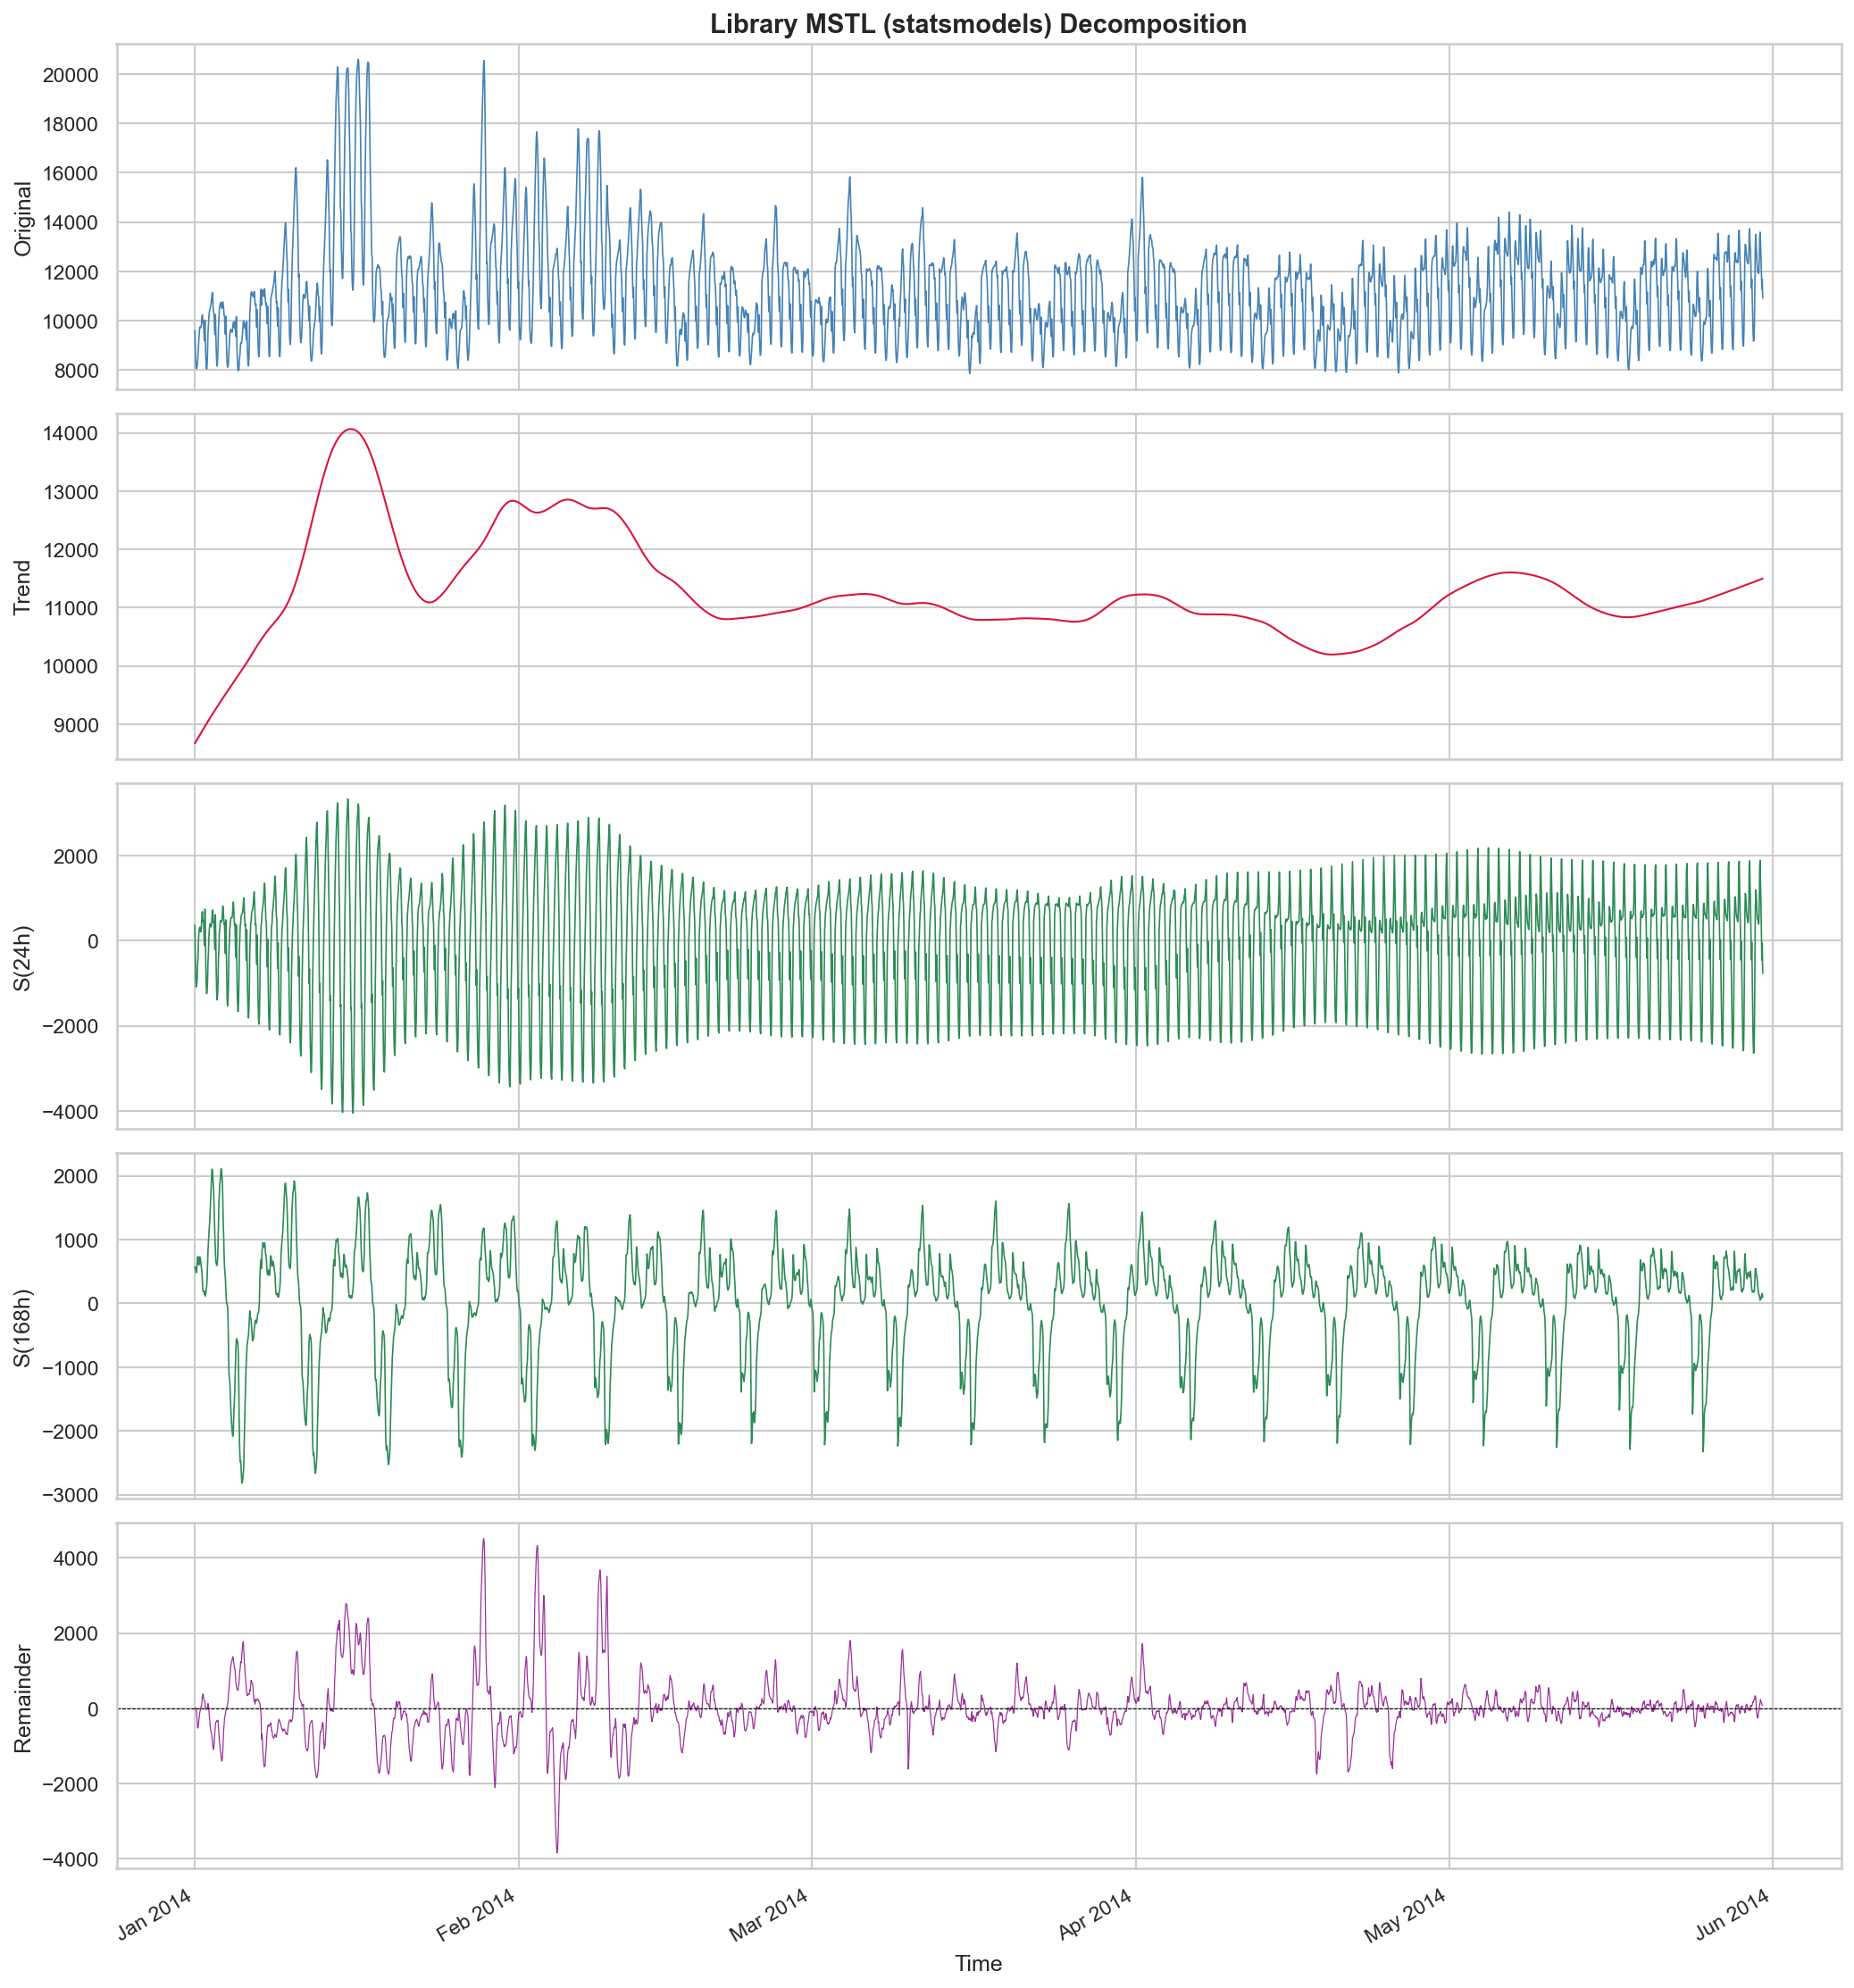 Library MSTL (statsmodels) Decomposition
Original
20000
18000
16000
14000
12000
10000
8000
Trend
14000
13000
12000
11000
10000
9000
S(24h)
2000
0
−2000
−4000
S(168h)
2000
1000
0
−1000
−2000
−3000
Remainder
4000
2000
0
−2000
−4000
Jan 2014
Feb 2014
Mar 2014
Apr 2014
May 2014
Jun 2014
Time